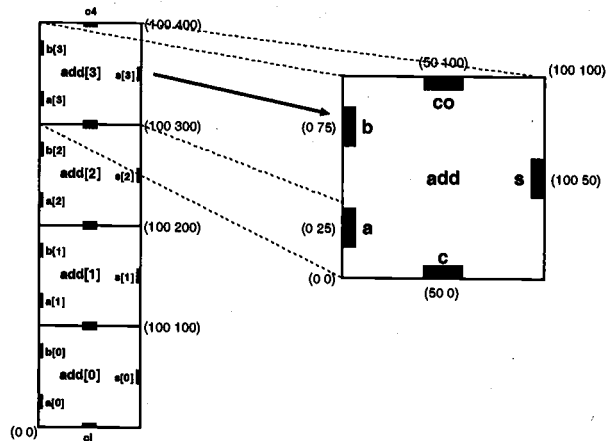 c4
(100 400)
b[3]
add[3]
s[3]
a[3]
(100 300)
b[2]
add[2]
s[2]
a[2]
(100 200)
b[1]
add[1]
s[1]
a[1]
(100 100)
b[0]
add[0]
s[0]
a[0]
(0 0)
ci
(50 100)
(100 100)
co
(0 75)
b
add
s
(100 50)
(0 25)
a
c
(0 0)
(50 0)